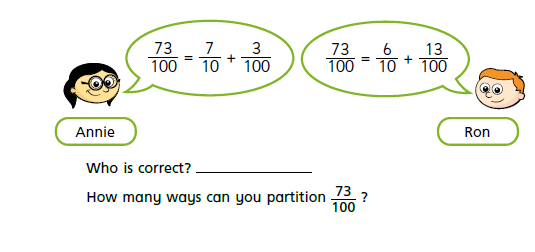 73/100 = 7/10 + 3/100
73/100 = 6/10 + 13/100
Annie
Ron
Who is correct?
How many ways can you partition 73/100 ?